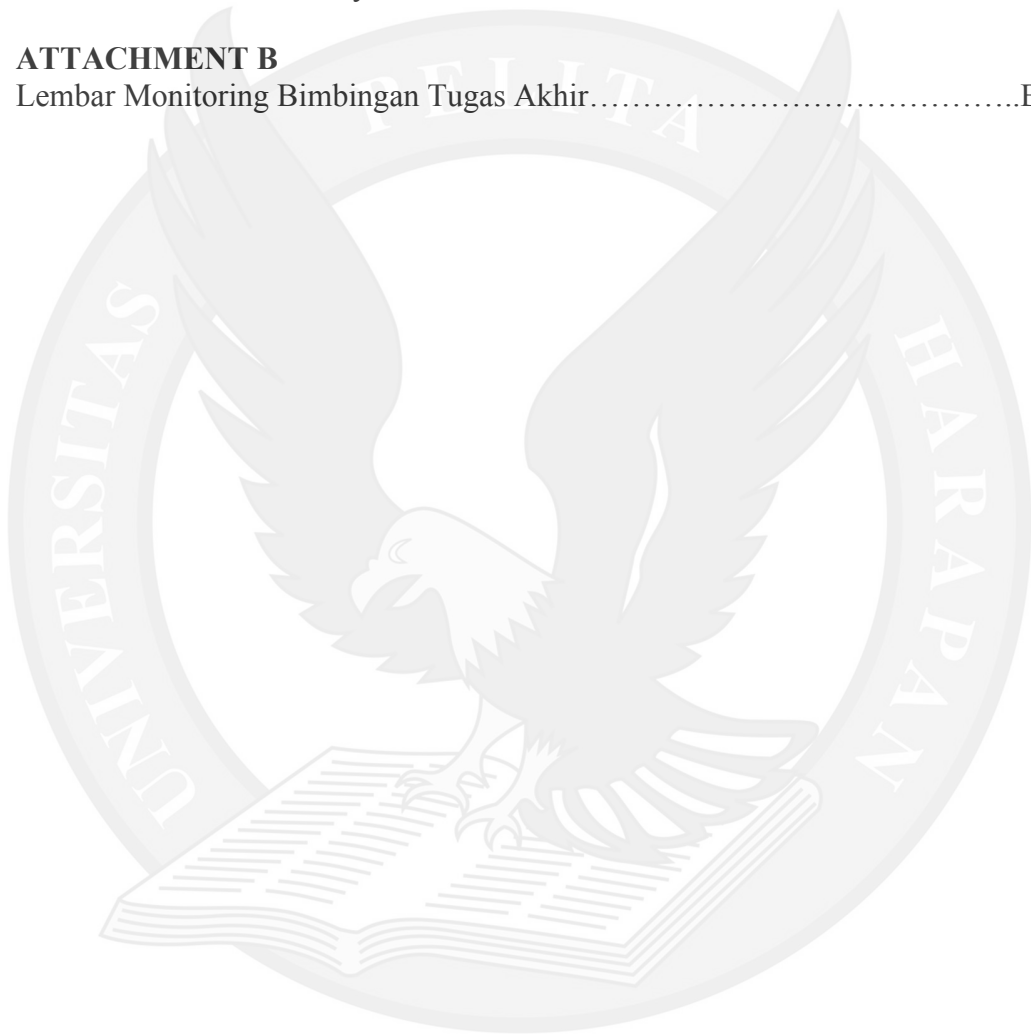 ATTACHMENT B
Lembar Monitoring Bimbingan Tugas Akhir…………………………………..
UNIVERSITAS PELITA HARAPAN